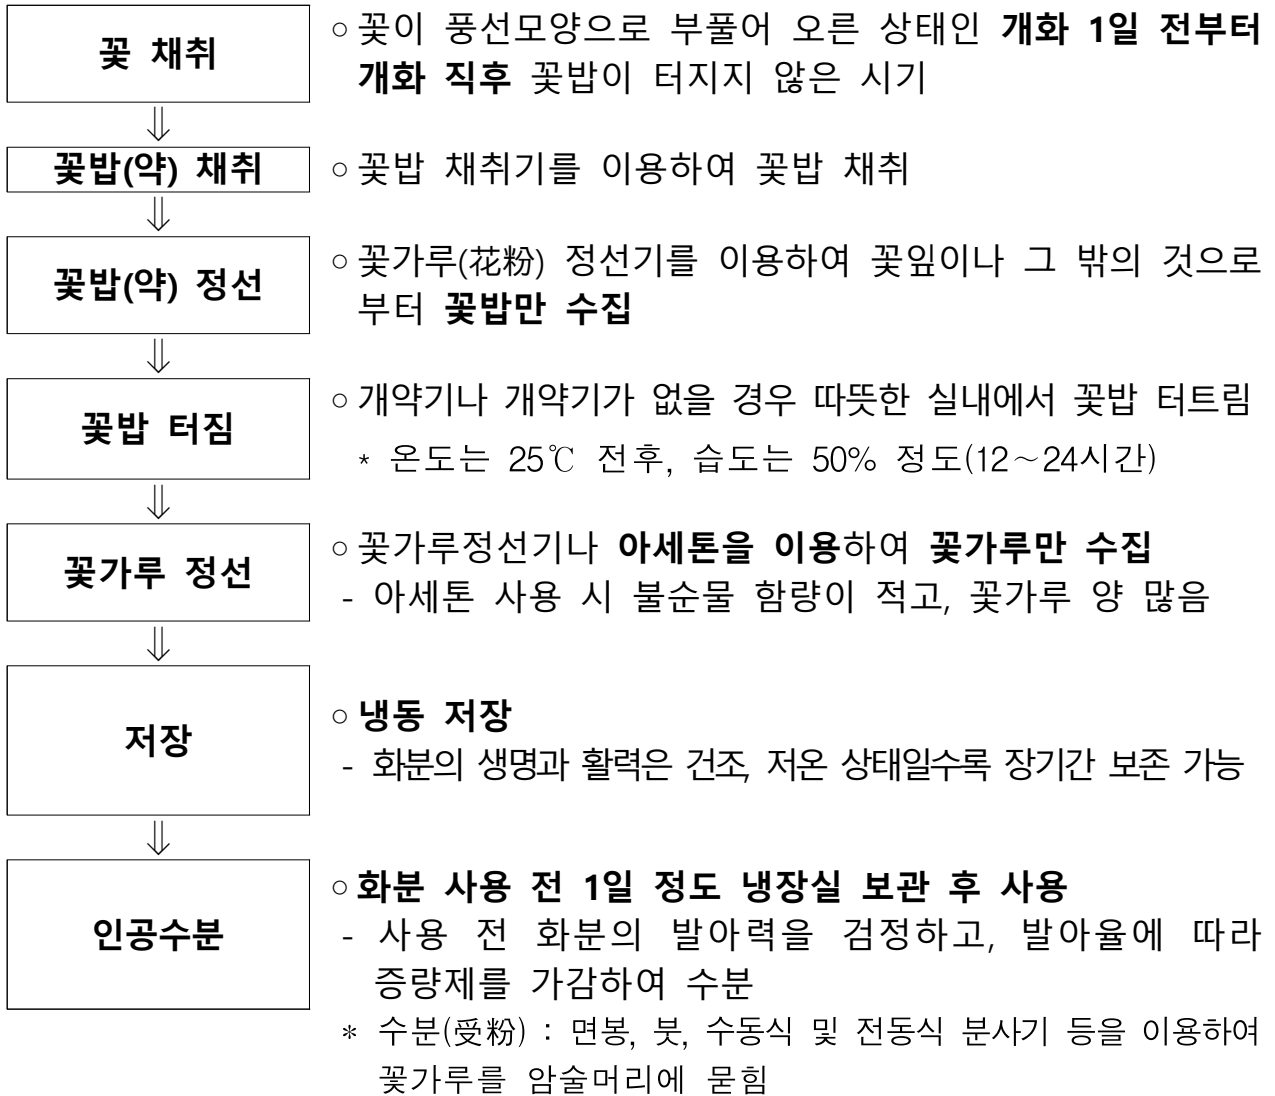 꽃 채취
○ 꽃이 풍선모양으로 부풀어 오른 상태인 개화 1일 전부터
개화 직후 꽃밥이 터지지 않은 시기
⇓
꽃밥(약) 채취
○ 꽃밥 채취기를 이용하여 꽃밥 채취
⇓
꽃밥(약) 정선
○ 꽃가루(花粉) 정선기를 이용하여 꽃잎이나 그 밖의 것으로
부터 꽃밥만 수집
⇓
꽃밥 터짐
○ 개약기나 개약기가 없을 경우 따뜻한 실내에서 꽃밥 터트림
* 온도는 25℃ 전후, 습도는 50% 정도(12～24시간)
⇓
꽃가루 정선
○ 꽃가루정선기나 아세톤을 이용하여 꽃가루만 수집
- 아세톤 사용 시 불순물 함량이 적고, 꽃가루 양 많음
⇓
저장
○ 냉동 저장
- 화분의 생명과 활력은 건조, 저온 상태일수록 장기간 보존 가능
⇓
인공수분
○ 화분 사용 전 1일 정도 냉장실 보관 후 사용
- 사용 전 화분의 발아력을 검정하고, 발아율에 따라
증량제를 가감하여 수분
* 수분(受粉) : 면봉, 붓, 수동식 및 전동식 분사기 등을 이용하여
꽃가루를 암술머리에 묻힘